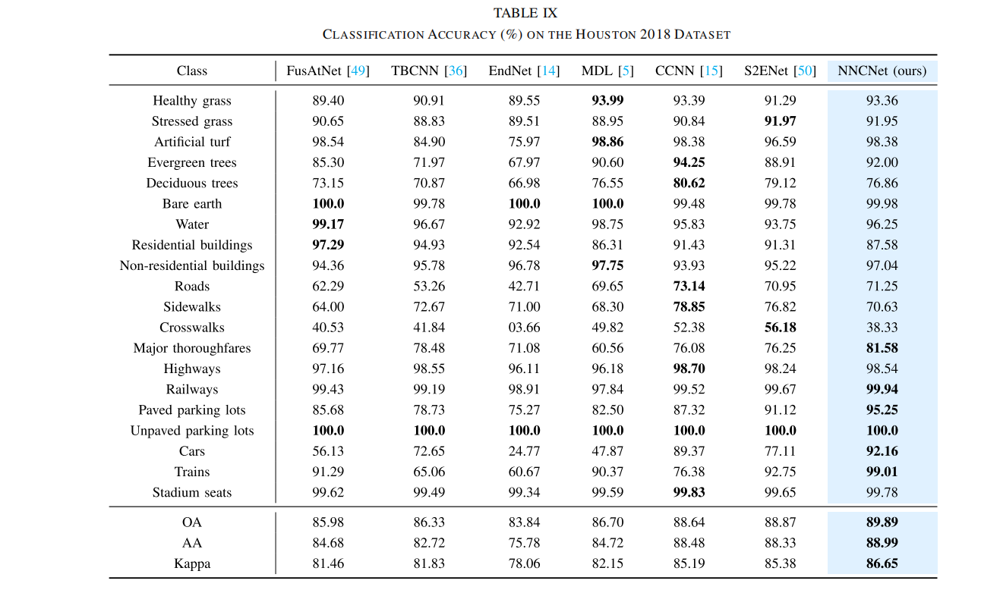 TABLE IX
CLASSIFICATION ACCURACY (%) ON THE HOUSTON 2018 DATASET
Class FusAtNet [49] TBCNN [36] EndNet [14] MDL [5] CCNN [15] S2ENet [50] NNCNet (ours)
Healthy grass 89.40 90.91 89.55 93.99 93.39 91.29 93.36
Stressed grass 90.65 88.83 89.51 88.95 90.84 91.97 91.95
Artificial turf 98.54 84.90 75.97 98.86 98.38 96.59 98.38
Evergreen trees 85.30 71.97 67.97 90.60 94.25 88.91 92.00
Deciduous trees 73.15 70.87 66.98 76.55 80.62 79.12 76.86
Bare earth 100.0 99.78 100.0 100.0 99.48 99.78 99.98
Water 99.17 96.67 92.92 98.75 95.83 93.75 96.25
Residential buildings 97.29 94.93 92.54 86.31 91.43 91.31 87.58
Non-residential buildings 94.36 95.78 96.78 97.75 93.93 95.22 97.04
Roads 62.29 53.26 42.71 69.65 73.14 70.95 71.25
Sidewalks 64.00 72.67 71.00 68.30 78.85 76.82 70.63
Crosswalks 40.53 41.84 03.66 49.82 52.38 56.18 38.33
Major thoroughfares 69.77 78.48 71.08 60.56 76.08 76.25 81.58
Highways 97.16 98.55 96.11 96.18 98.70 98.24 98.54
Railways 99.43 99.19 98.91 97.84 99.52 99.67 99.94
Paved parking lots 85.68 78.73 75.27 82.50 87.32 91.12 95.25
Unpaved parking lots 100.0 100.0 100.0 100.0 100.0 100.0 100.0
Cars 56.13 72.65 24.77 47.87 89.37 77.11 92.16
Trains 91.29 65.06 60.67 90.37 76.38 92.75 99.01
Stadium seats 99.62 99.49 99.34 99.59 99.83 99.65 99.78
OA 85.98 86.33 83.84 86.70 88.64 88.87 89.89
AA 84.68 82.72 75.78 84.72 88.48 88.33 88.99
Kappa 81.46 81.83 78.06 82.15 85.19 85.38 86.65